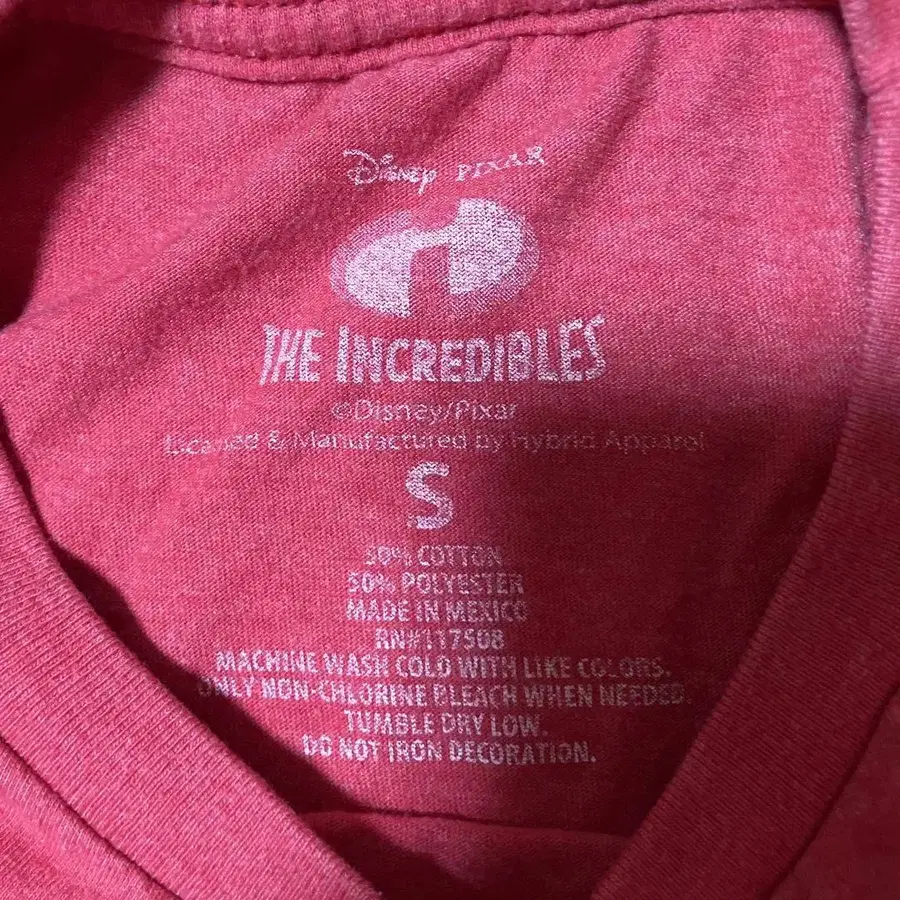 Disney PIXAR
THE INCREDIBLES
©Disney/Pixar
Licensed & Manufactured by Hybrid Apparel
S
50% COTTON
50% POLYESTER
MADE IN MEXICO
RN#117508
MACHINE WASH COLD WITH LIKE COLORS.
ONLY NON-CHLORINE BLEACH WHEN NEEDED.
TUMBLE DRY LOW.
DO NOT IRON DECORATION.